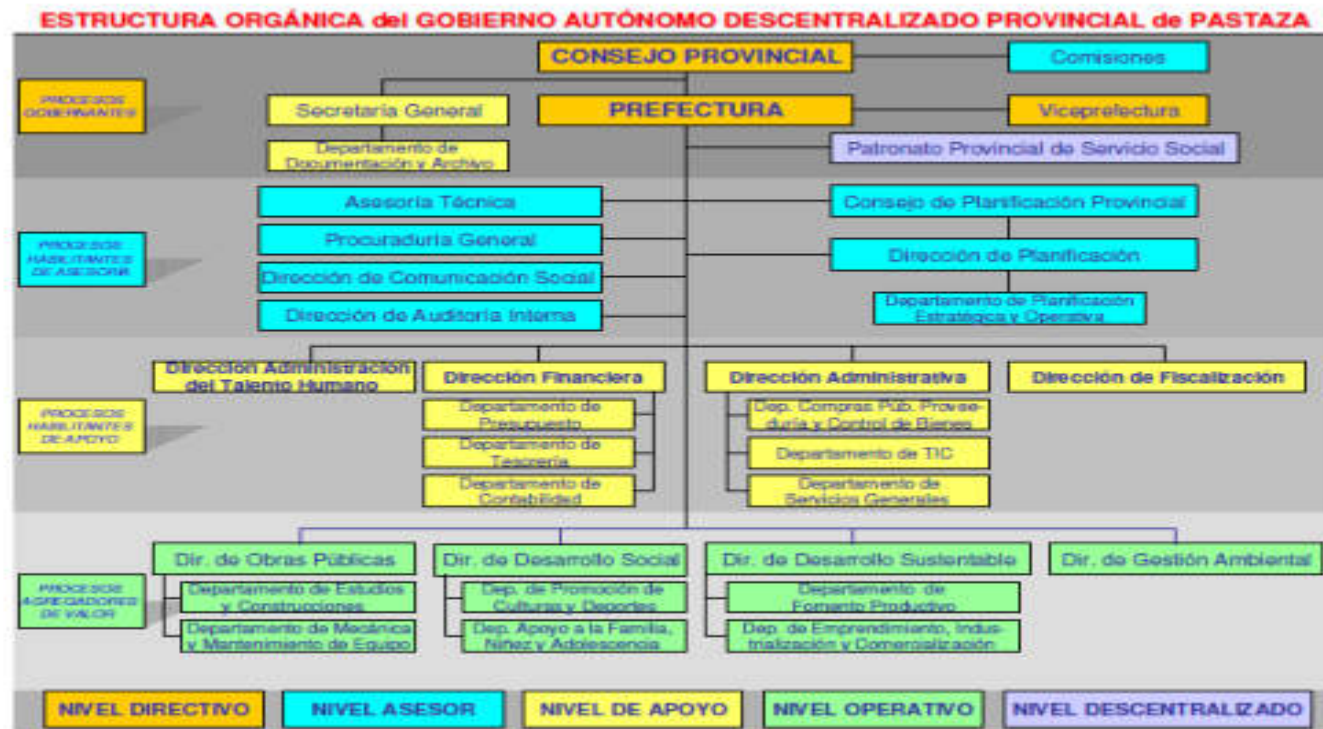 ESTRUCTURA ORGÁNICA del GOBIERNO AUTÓNOMO DESCENTRALIZADO PROVINCIAL de PASTAZA
CONSEJO PROVINCIAL
Comisiones
PROCESOS
GOBERNANTES
Secretaría General
PREFECTURA
Viceprefectura
Departamento de
Documentación y Archivo
Patronato Provincial de Servicio Social
PROCESOS
HABILITANTES
DE ASESORIA
Asesoría Técnica
Consejo de Planificación Provincial
Procuraduría General
Dirección de Planificación
Dirección de Comunicación Social
Departamento de Planificación
Estratégica y Operativa
Dirección de Auditoría Interna
PROCESOS
HABILITANTES
DE APOYO
Dirección Administración
del Talento Humano
Dirección Financiera
Dirección Administrativa
Dirección de Fiscalización
Departamento de
Presupuesto
Dep. Compras Púb. Provee-
duría y Control de Bienes
Departamento de
Tesorería
Departamento de TIC
Departamento de
Contabilidad
Departamento de
Servicios Generales
PROCESOS
AGREGADORES
DE VALOR
Dir. de Obras Públicas
Dir. de Desarrollo Social
Dir. de Desarrollo Sustentable
Dir. de Gestión Ambiental
Departamento de Estudios
y Construcciones
Dep. de Promoción de
Culturas y Deportes
Departamento de
Fomento Productivo
Departamento de Mecánica
y Mantenimiento de Equipo
Dep. Apoyo a la Familia,
Niñez y Adolescencia
Dep. de Emprendimiento, Indus-
trialización y Comercialización
NIVEL DIRECTIVO
NIVEL ASESOR
NIVEL DE APOYO
NIVEL OPERATIVO
NIVEL DESCENTRALIZADO